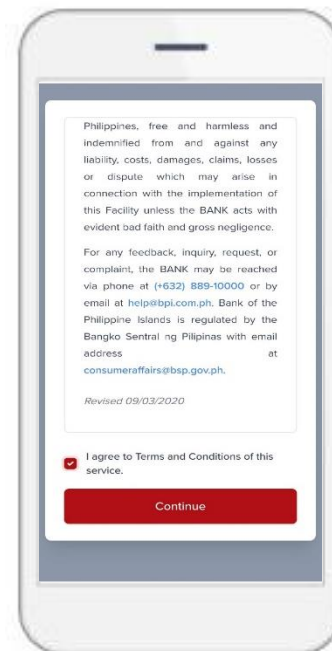 Philippines, free and harmless and
indemnified from and against any
liability, costs, damages, claims, losses
or dispute which may arise in
connection with the implementation of
this Facility unless the BANK acts with
evident bad faith and gross negligence.
For any feedback, inquiry, request, or
complaint, the BANK may be reached
via phone at (+632) 889-10000 or by
email at help@bpi.com.ph. Bank of the
Philippine Islands is regulated by the
Bangko Sentral ng Pilipinas with email
address at
consumeraffairs@bsp.gov.ph.
Revised 09/03/2020
I agree to Terms and Conditions of this
service.
Continue